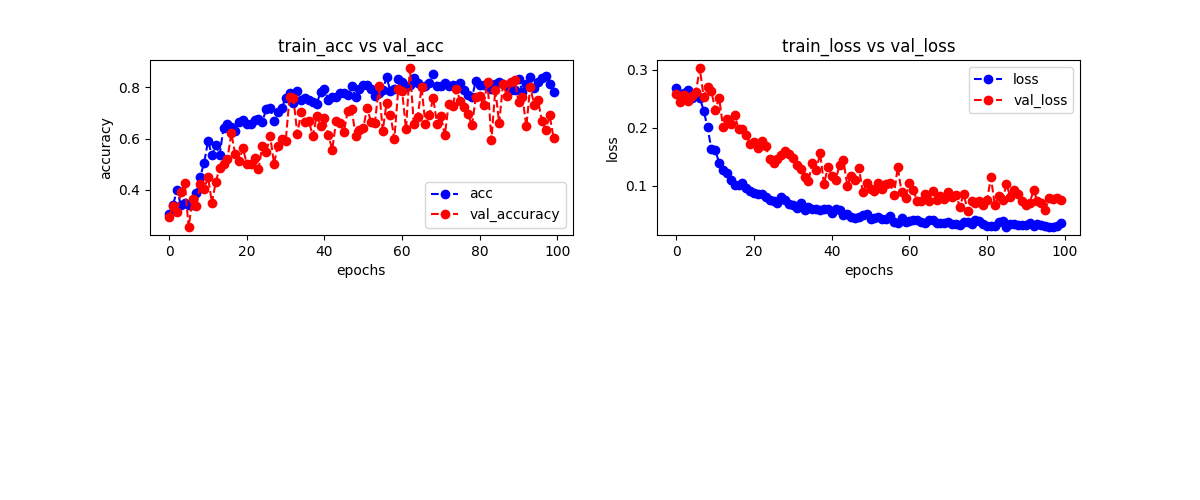 train_acc vs val_acc
accuracy
0.8
0.6
0.4
acc
val_accuracy
0 20 40 60 80 100
epochs
train_loss vs val_loss
loss
0.3
0.2
0.1
loss
val_loss
0 20 40 60 80 100
epochs